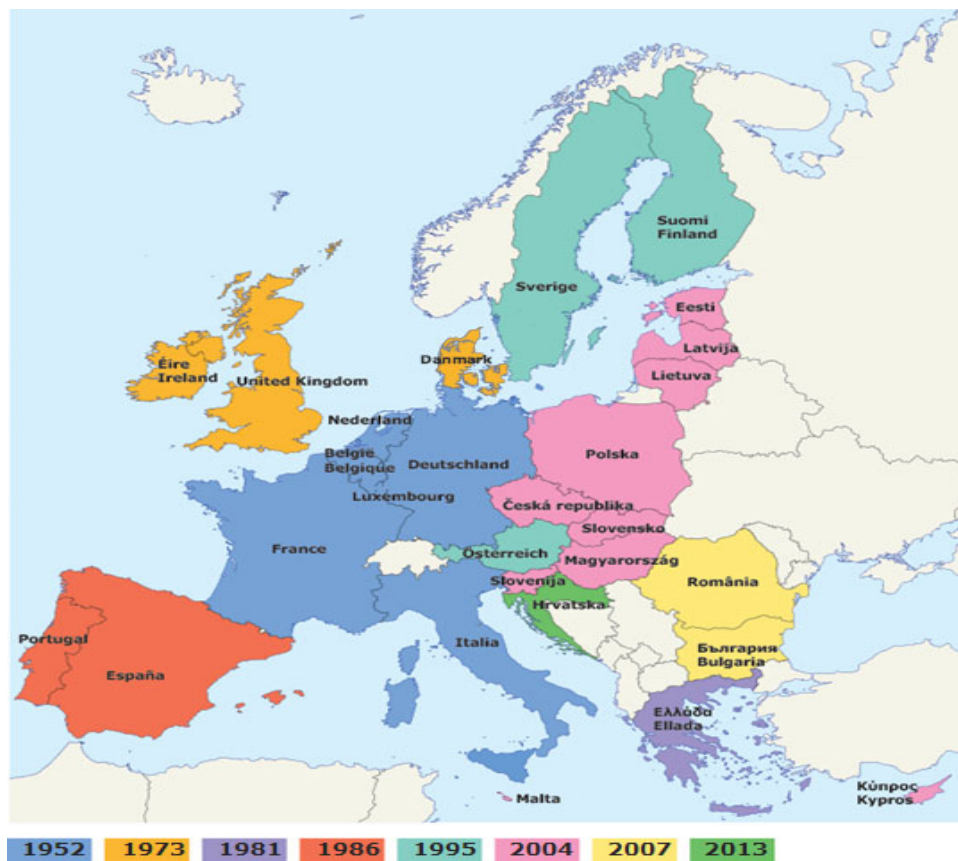 Suomi
Finland
Sverige
Eesti
Latvija
Lietuva
Danmark
Éire
Ireland
United Kingdom
Nederland
België
Belgique
Deutschland
Polska
Luxembourg
Česká republika
Slovensko
France
Österreich
Magyarország
Slovenija
România
Hrvatska
Portugal
Italia
България
Bulgaria
España
Ελλάδα
Ellada
Malta
Κύπρος
Kypros
1952 1973 1981 1986 1995 2004 2007 2013